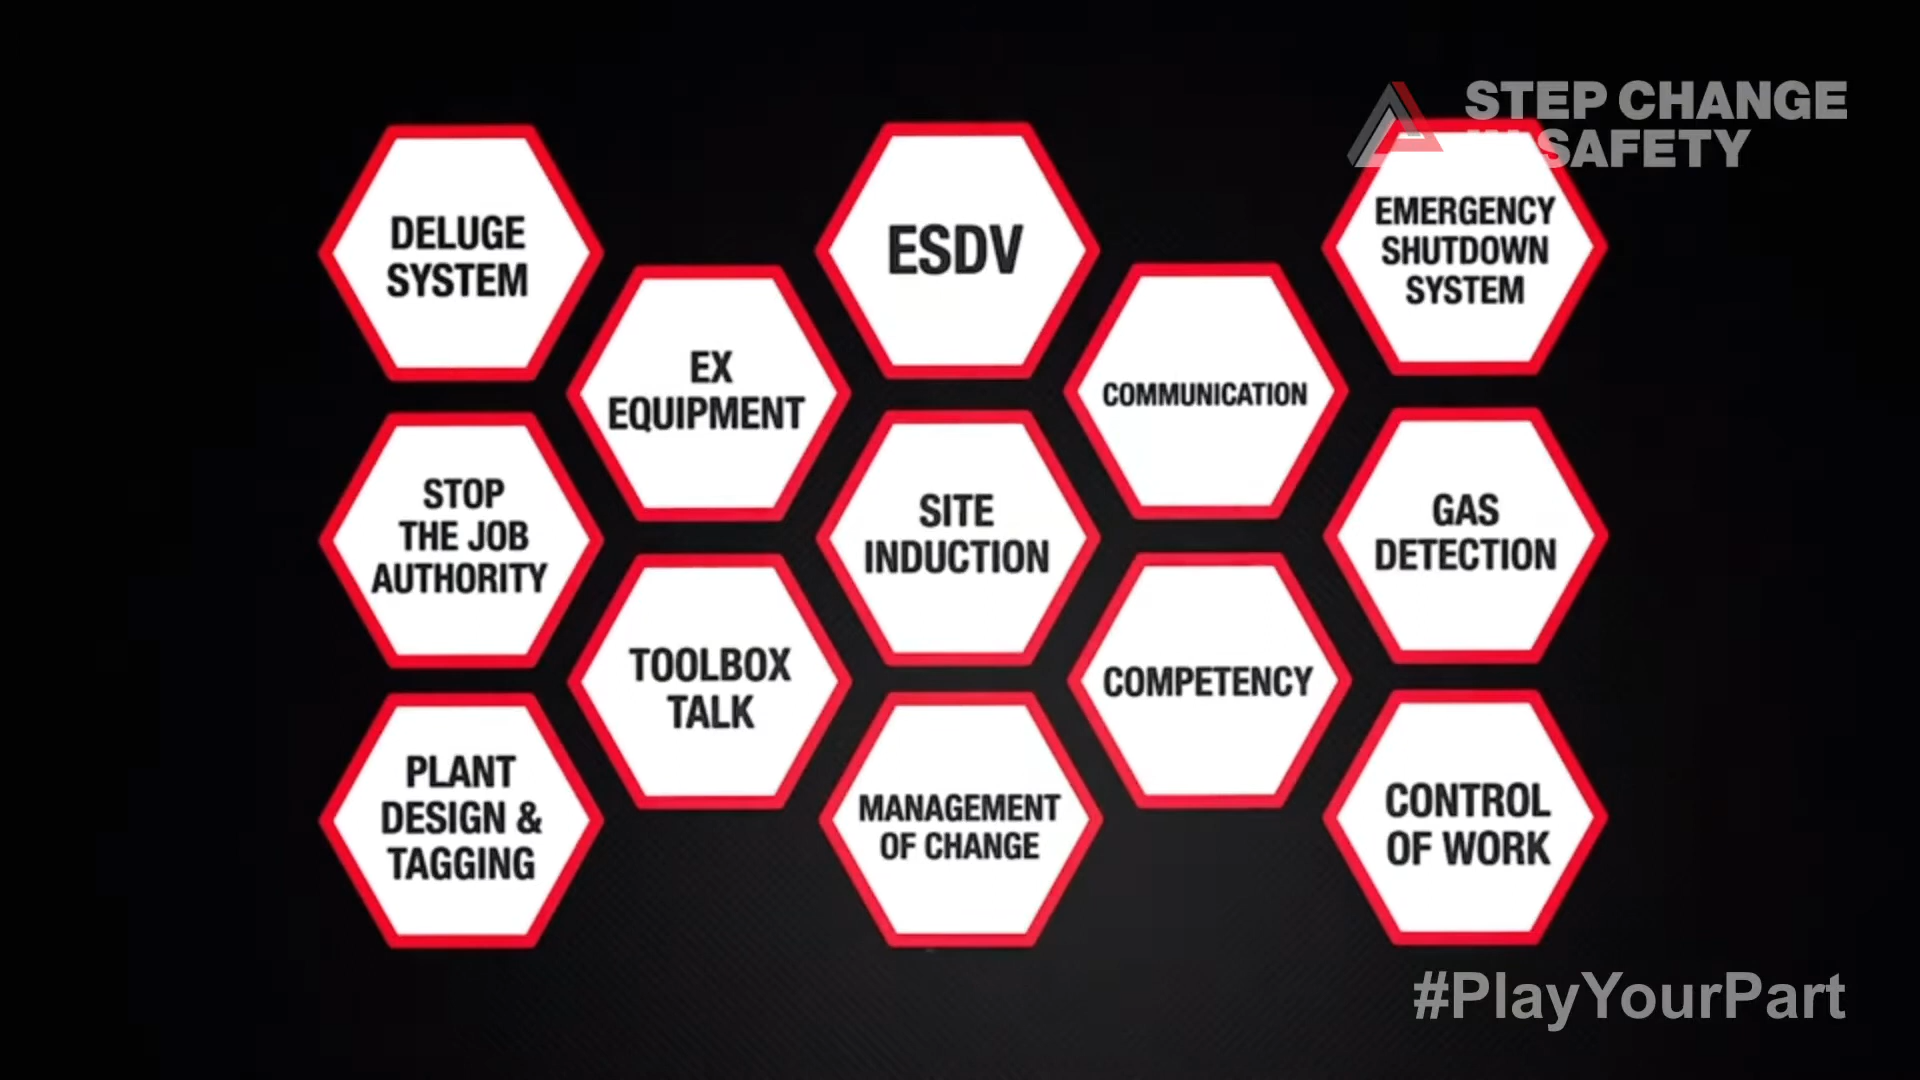 STEP CHANGE
IN SAFETY
DELUGE
SYSTEM
ESDV
EMERGENCY
SHUTDOWN
SYSTEM
EX
EQUIPMENT
COMMUNICATION
STOP
THE JOB
AUTHORITY
SITE
INDUCTION
GAS
DETECTION
TOOLBOX
TALK
COMPETENCY
PLANT
DESIGN &
TAGGING
MANAGEMENT
OF CHANGE
CONTROL
OF WORK
#PlayYourPart